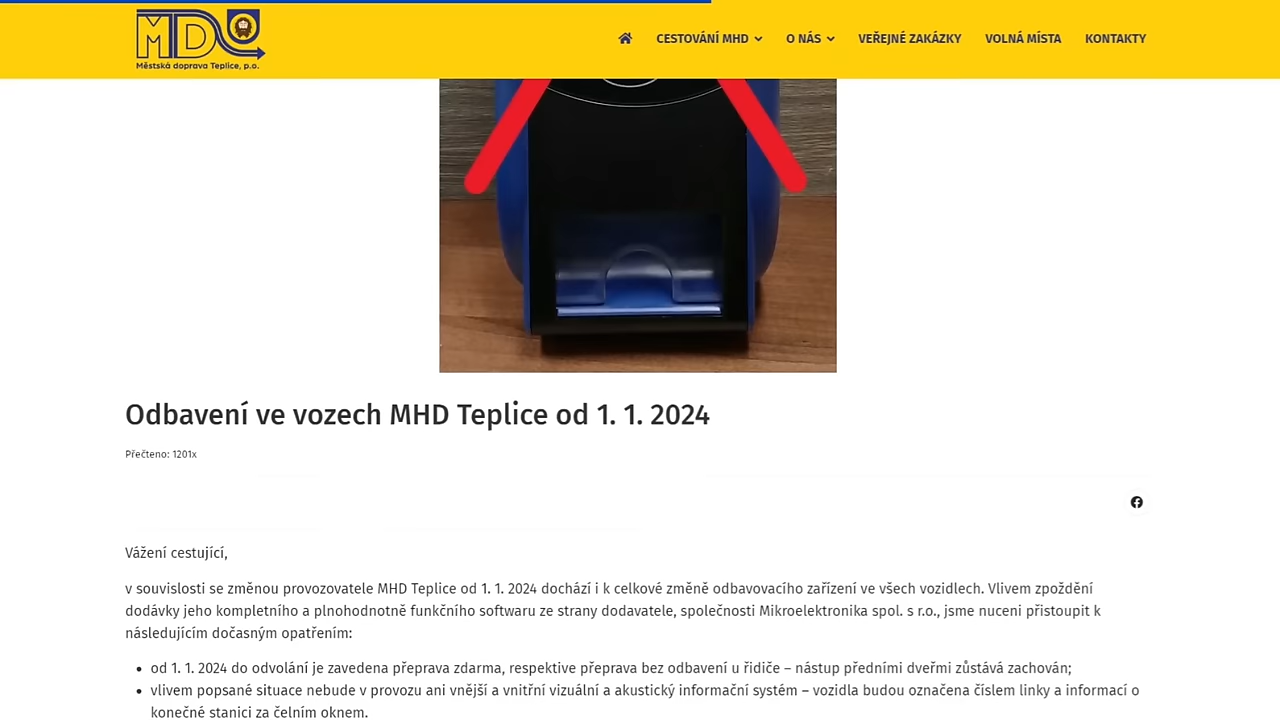 MD
Městská doprava Teplice, p.o.
CESTOVÁNÍ MHD
O NÁS
VEŘEJNÉ ZAKÁZKY
VOLNÁ MÍSTA
KONTAKTY
Odbavení ve vozech MHD Teplice od 1. 1. 2024
Přečteno: 1201x
Vážení cestující,
v souvislosti se změnou provozovatele MHD Teplice od 1. 1. 2024 dochází i k celkové změně odbavovacího zařízení ve všech vozidlech. Vlivem zpoždění
dodávky jeho kompletního a plnohodnotně funkčního softwaru ze strany dodavatele, společnosti Mikroelektronika spol. s r.o., jsme nuceni přistoupit k
následujícím dočasným opatřením:
• od 1. 1. 2024 do odvolání je zavedena přeprava zdarma, respektive přeprava bez odbavení u řidiče – nástup předními dveřmi zůstává zachován;
• vlivem popsané situace nebude v provozu ani vnější a vnitřní vizuální a akustický informační systém – vozidla budou označena číslem linky a informací o
konečné stanici za čelním oknem.